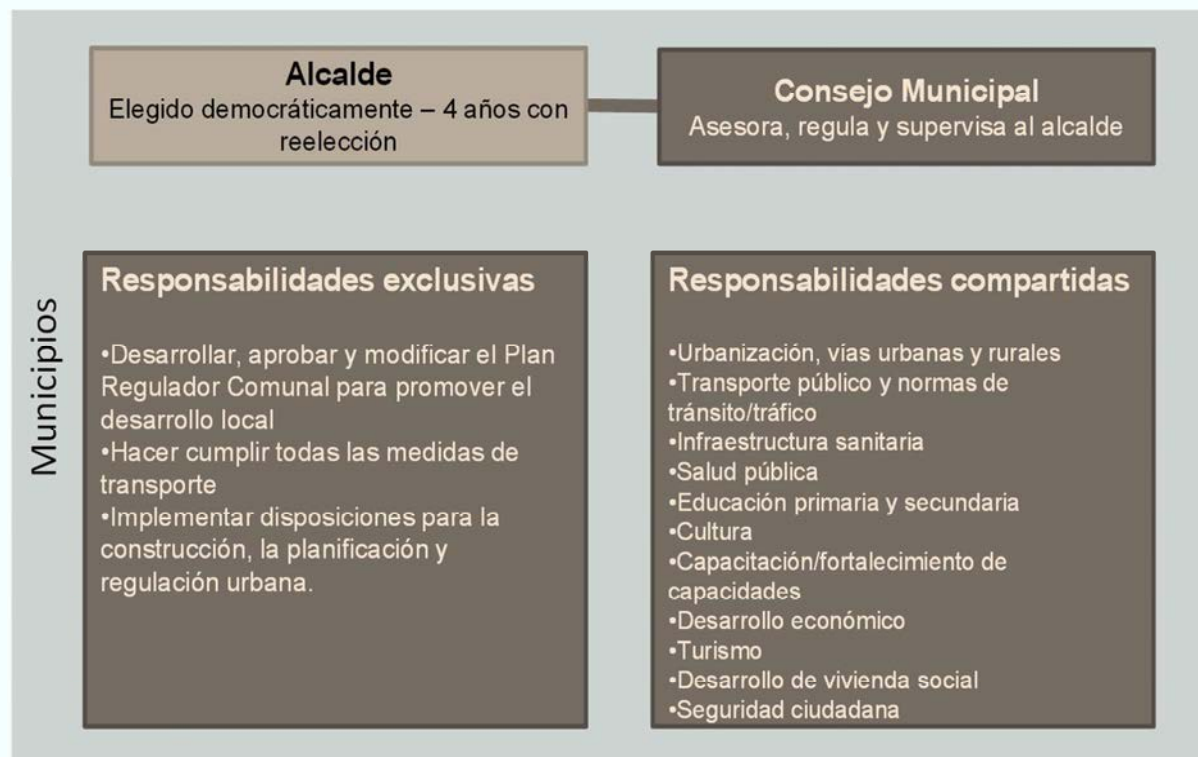 Alcalde
Elegido democráticamente – 4 años con
reelección
Consejo Municipal
Asesora, regula y supervisa al alcalde
Municipios
Responsabilidades exclusivas
•Desarrollar, aprobar y modificar el Plan
Regulador Comunal para promover el
desarrollo local
•Hacer cumplir todas las medidas de
transporte
•Implementar disposiciones para la
construcción, la planificación y
regulación urbana.
Responsabilidades compartidas
•Urbanización, vías urbanas y rurales
•Transporte público y normas de
tránsito/tráfico
•Infraestructura sanitaria
•Salud pública
•Educación primaria y secundaria
•Cultura
•Capacitación/fortalecimiento de
capacidades
•Desarrollo económico
•Turismo
•Desarrollo de vivienda social
•Seguridad ciudadana